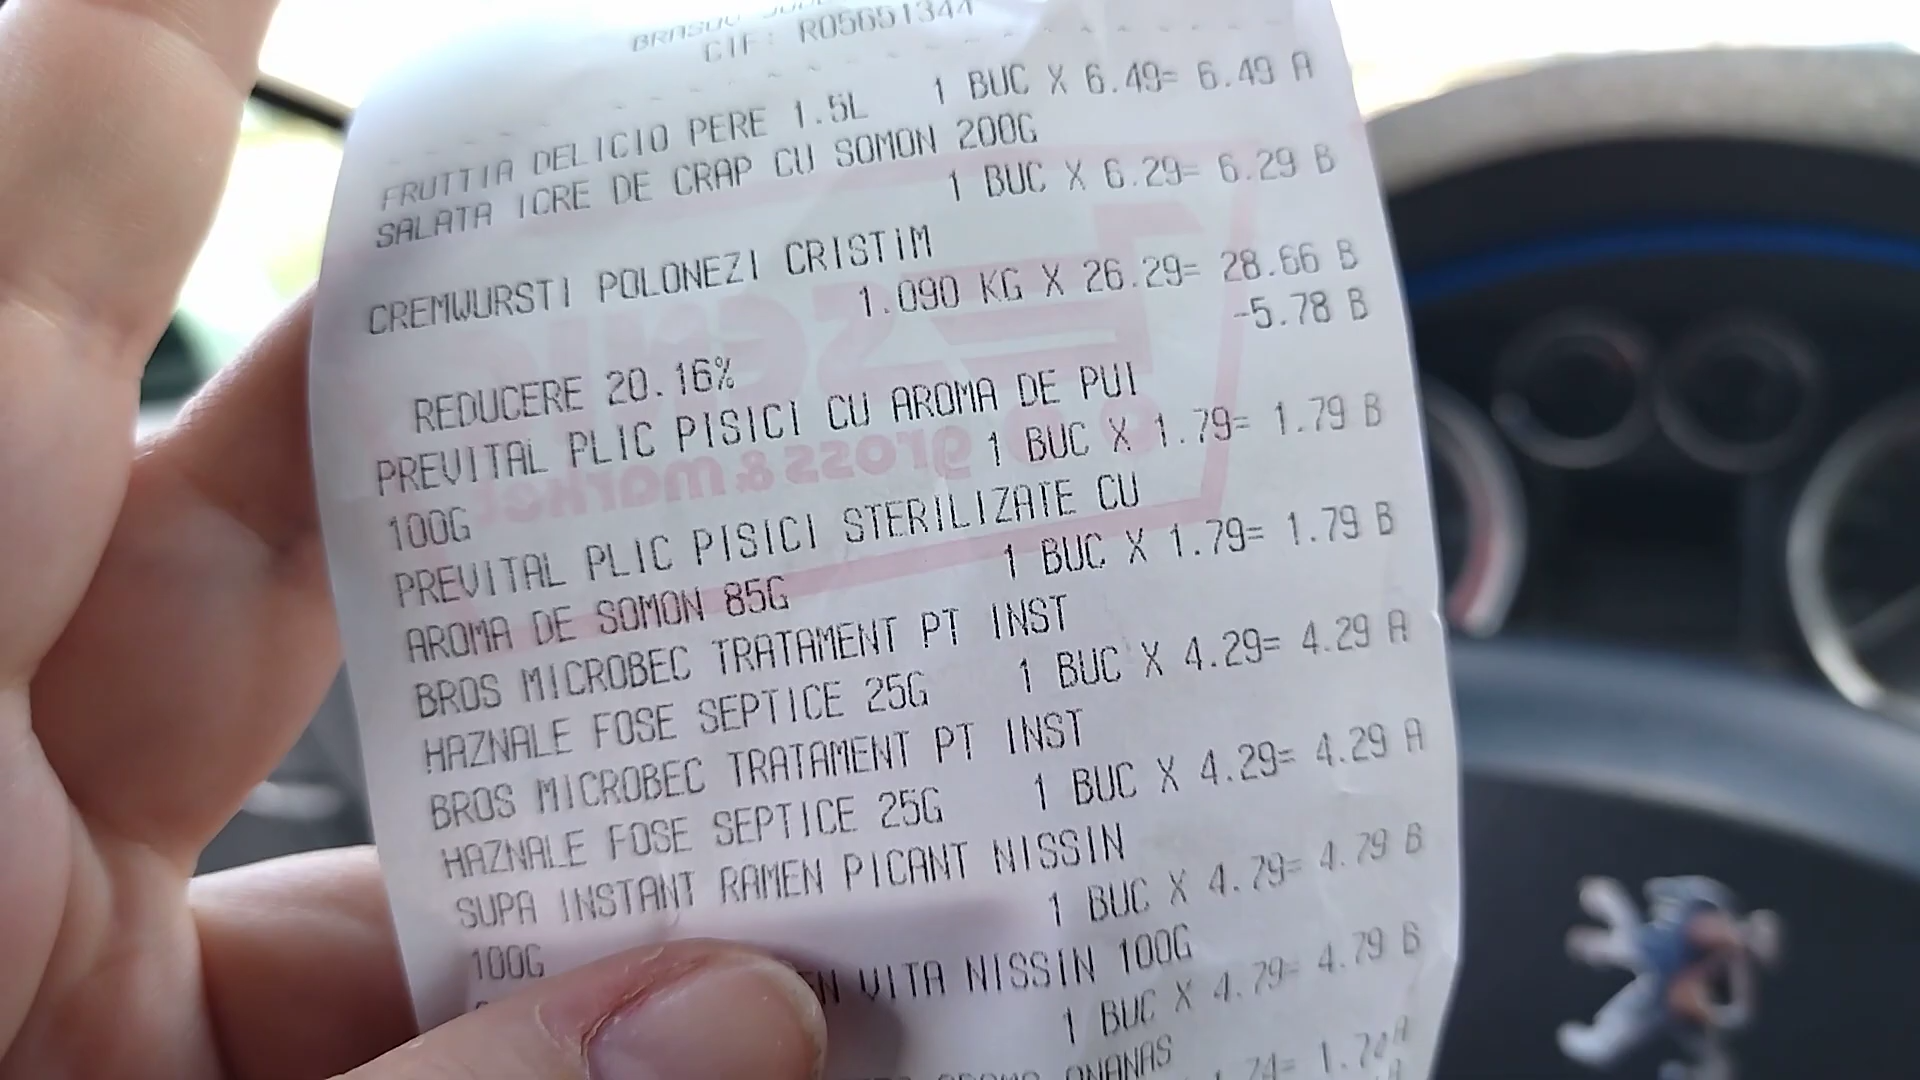 CIF: RO5651344
FRUTTIA DELICIO PERE 1.5L 1 BUC X 6.49= 6.49 A
SALATA ICRE DE CRAP CU SOMON 200G
1 BUC X 6.29= 6.29 B
CREMWURSTI POLONEZI CRISTIM
1.090 KG X 26.29= 28.66 B
REDUCERE 20.16% -5.78 B
PREVITAL PLIC PISICI CU AROMA DE PUI
100G 1 BUC X 1.79= 1.79 B
PREVITAL PLIC PISICI STERILIZATE CU
AROMA DE SOMON 85G 1 BUC X 1.79= 1.79 B
BROS MICROBEC TRATAMENT PT INST
HAZNALE FOSE SEPTICE 25G 1 BUC X 4.29= 4.29 A
BROS MICROBEC TRATAMENT PT INST
HAZNALE FOSE SEPTICE 25G 1 BUC X 4.29= 4.29 A
SUPA INSTANT RAMEN PICANT NISSIN
100G 1 BUC X 4.79= 4.79 B
VITA NISSIN 100G
1 BUC X 4.79= 4.79 B
ANANAS
gross & market